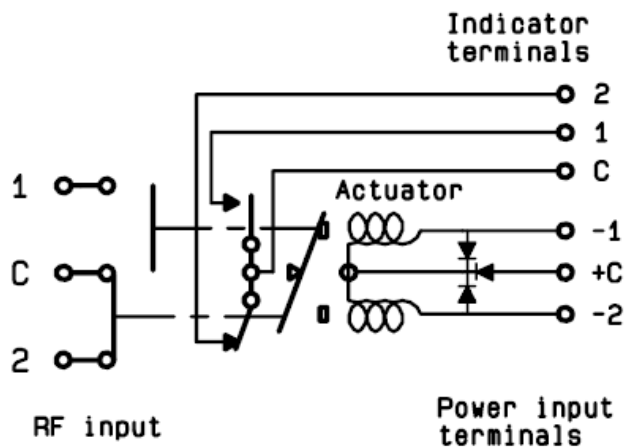 Indicator
terminals
2
1
C
1
Actuator
-1
C
+C
-2
2
RF input
Power input
terminals